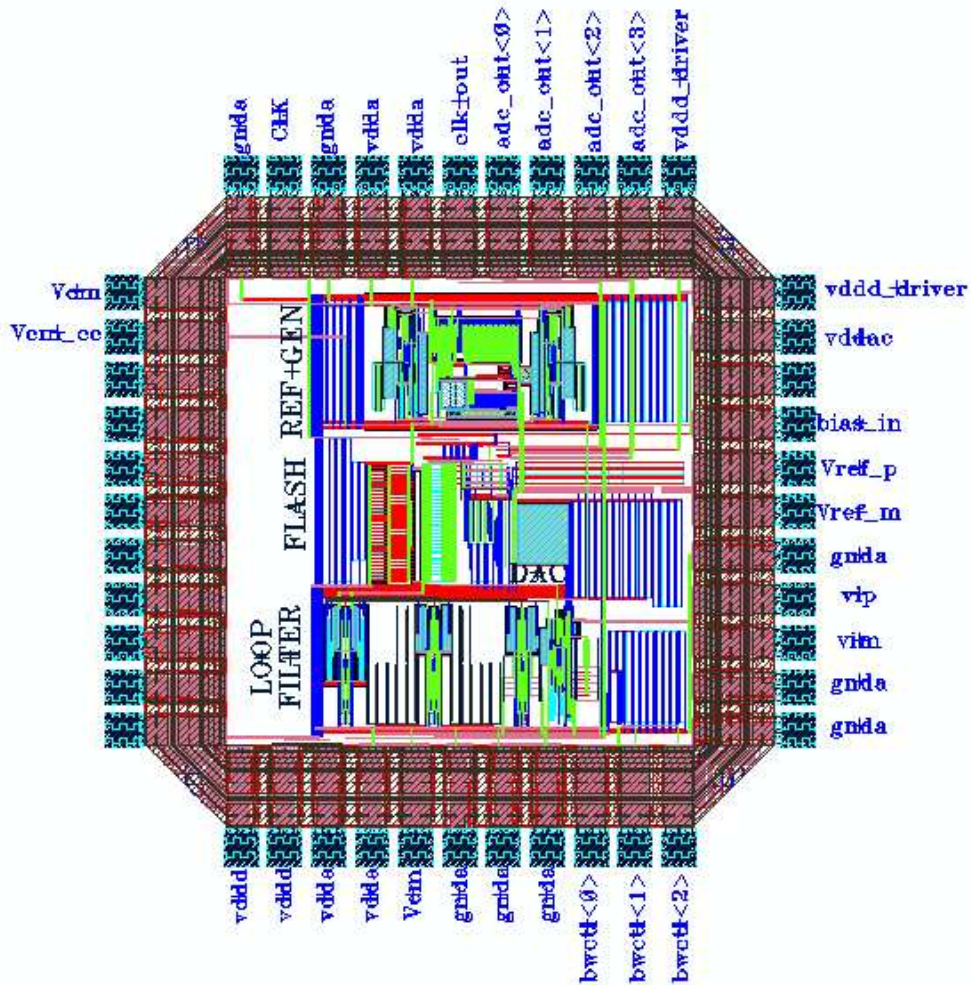 gnda
CLK
gnda
vdda
vdda
clk_out
adc_out<0>
adc_out<1>
adc_out<2>
adc_out<3>
vddd_driver
Vcm
vddd_driver
vddac
bias_in
Vref_p
Vref_m
gnda
vip
vim
gnda
gnda
REF+GEN
FLASH
DAC
LOOP
FILTER
vddd
vddd
vdda
vdda
Vcm
gnda
gnda
gnda
bwctl<0>
bwctl<1>
bwctl<2>